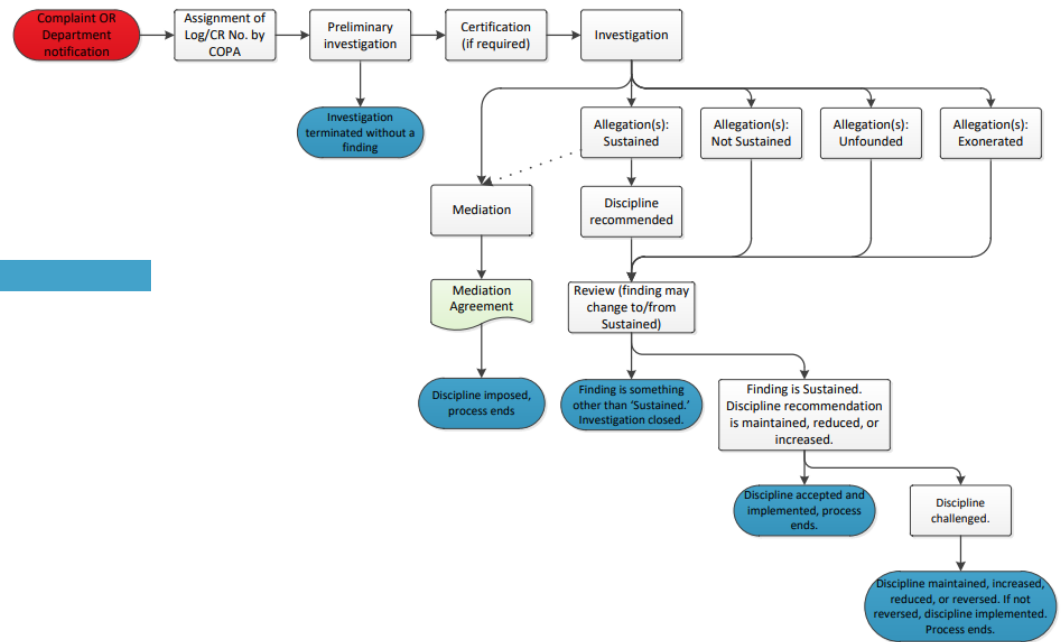 Complaint OR
Department
notification
Assignment of
Log/CR No. by
COPA
Preliminary
investigation
Certification
(if required)
Investigation
Investigation
terminated without a
finding
Allegation(s):
Sustained
Allegation(s):
Not Sustained
Allegation(s):
Unfounded
Allegation(s):
Exonerated
Mediation
Discipline
recommended
Mediation
Agreement
Review (finding may
change to/from
Sustained)
Discipline imposed,
process ends
Finding is something
other than ‘Sustained.’
Investigation closed.
Finding is Sustained.
Discipline recommendation
is maintained, reduced, or
increased.
Discipline accepted and
implemented, process
ends.
Discipline
challenged.
Discipline maintained, increased,
reduced, or reversed. If not
reversed, discipline implemented.
Process ends.